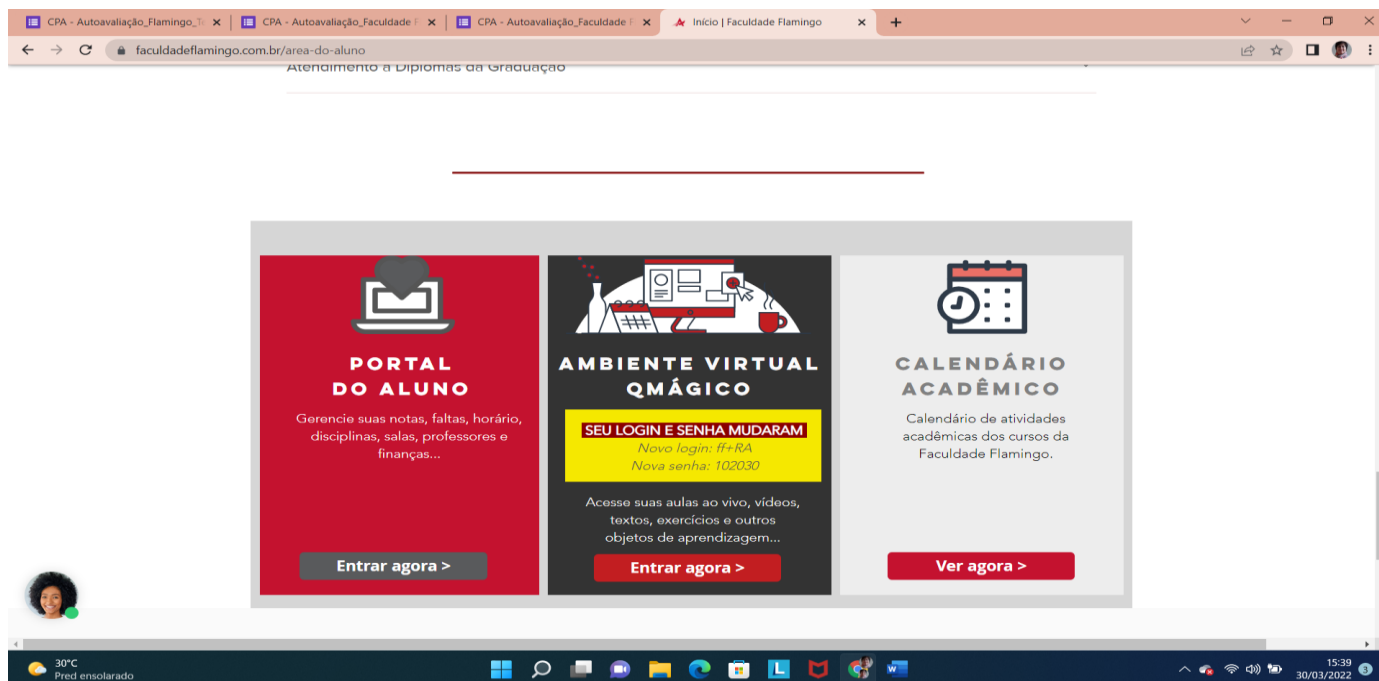 CPA - Autoavaliação_Flamingo_T
CPA - Autoavaliação_Faculdade F
CPA - Autoavaliação_Faculdade F
Início | Faculdade Flamingo
faculdadeflamingo.com.br/area-do-aluno
Atendimento a Diplomas da Graduação
PORTAL
DO ALUNO
Gerencie suas notas, faltas, horário,
disciplinas, salas, professores e
finanças...
Entrar agora >
AMBIENTE VIRTUAL
QMÁGICO
SEU LOGIN E SENHA MUDARAM
Novo login: ff+RA
Nova senha: 102030
Acesse suas aulas ao vivo, vídeos,
textos, exercícios e outros
objetos de aprendizagem...
Entrar agora >
CALENDÁRIO
ACADÊMICO
Calendário de atividades
acadêmicas dos cursos da
Faculdade Flamingo.
Ver agora >
30°C
Pred ensolarado
L
W
15:39
30/03/2022
3